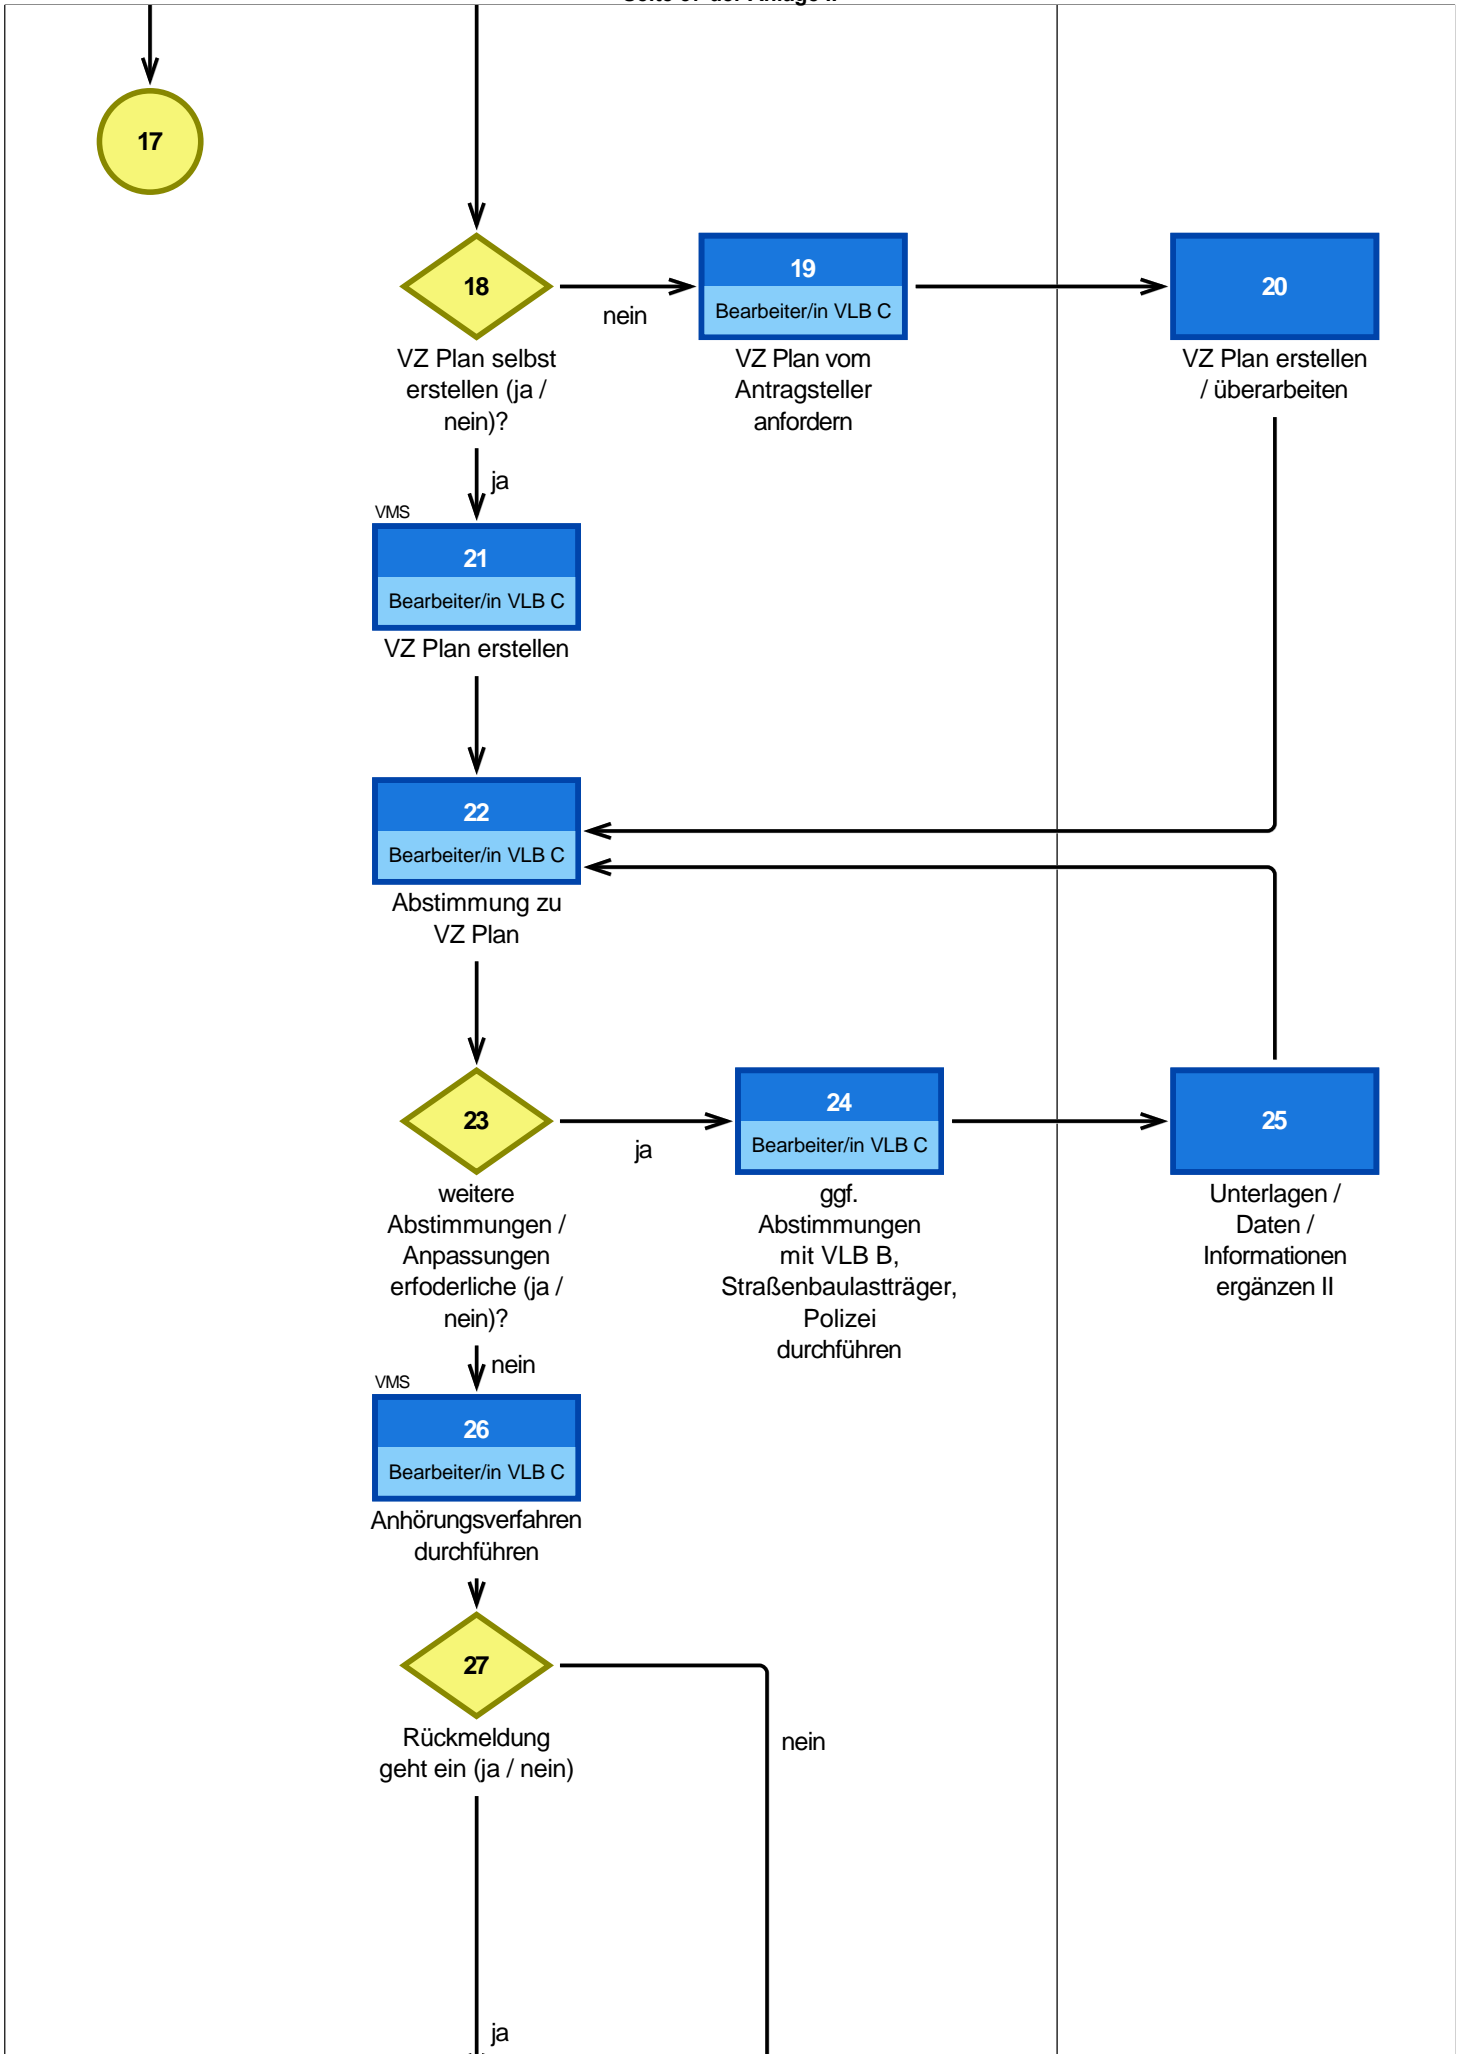 17
18
nein
19
Bearbeiter/in VLB C
20
VZ Plan selbst
erstellen (ja /
nein)?
VZ Plan vom
Antragsteller
anfordern
VZ Plan erstellen
/ überarbeiten
ja
VMS
21
Bearbeiter/in VLB C
VZ Plan erstellen
22
Bearbeiter/in VLB C
Abstimmung zu
VZ Plan
23
ja
24
Bearbeiter/in VLB C
25
weitere
Abstimmungen /
Anpassungen
erfoderliche (ja /
nein)?
ggf.
Abstimmungen
mit VLB B,
Straßenbaulastträger,
Polizei
durchführen
Unterlagen /
Daten /
Informationen
ergänzen II
nein
VMS
26
Bearbeiter/in VLB C
Anhörungsverfahren
durchführen
27
Rückmeldung
geht ein (ja / nein)
nein
ja